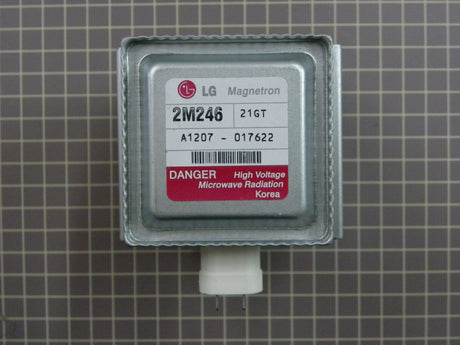 LG Magnetron
2M246 21GT
A1207 - 017622
DANGER High Voltage
Microwave Radiation
Korea